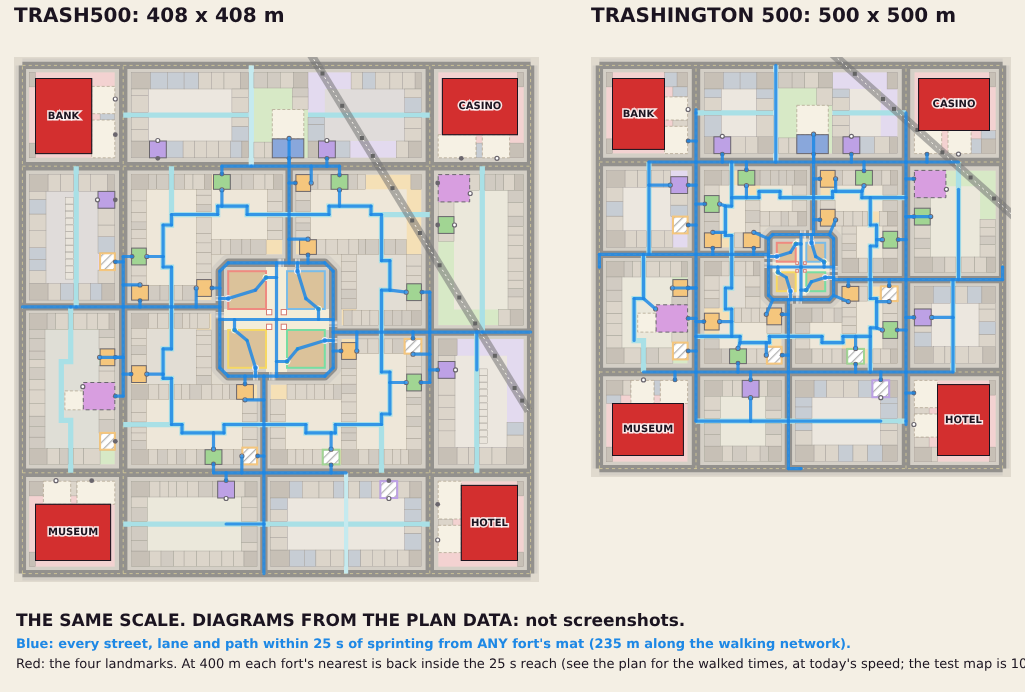 TRASH500: 408 x 408 m
TRASHINGTON 500: 500 x 500 m
BANK
CASINO
BANK
CASINO
MUSEUM
HOTEL
MUSEUM
HOTEL
THE SAME SCALE. DIAGRAMS FROM THE PLAN DATA: not screenshots.
Blue: every street, lane and path within 25 s of sprinting from ANY fort's mat (235 m along the walking network).
Red: the four landmarks. At 400 m each fort's nearest is back inside the 25 s reach (see the plan for the walked times, at today's speed; the test map is 10